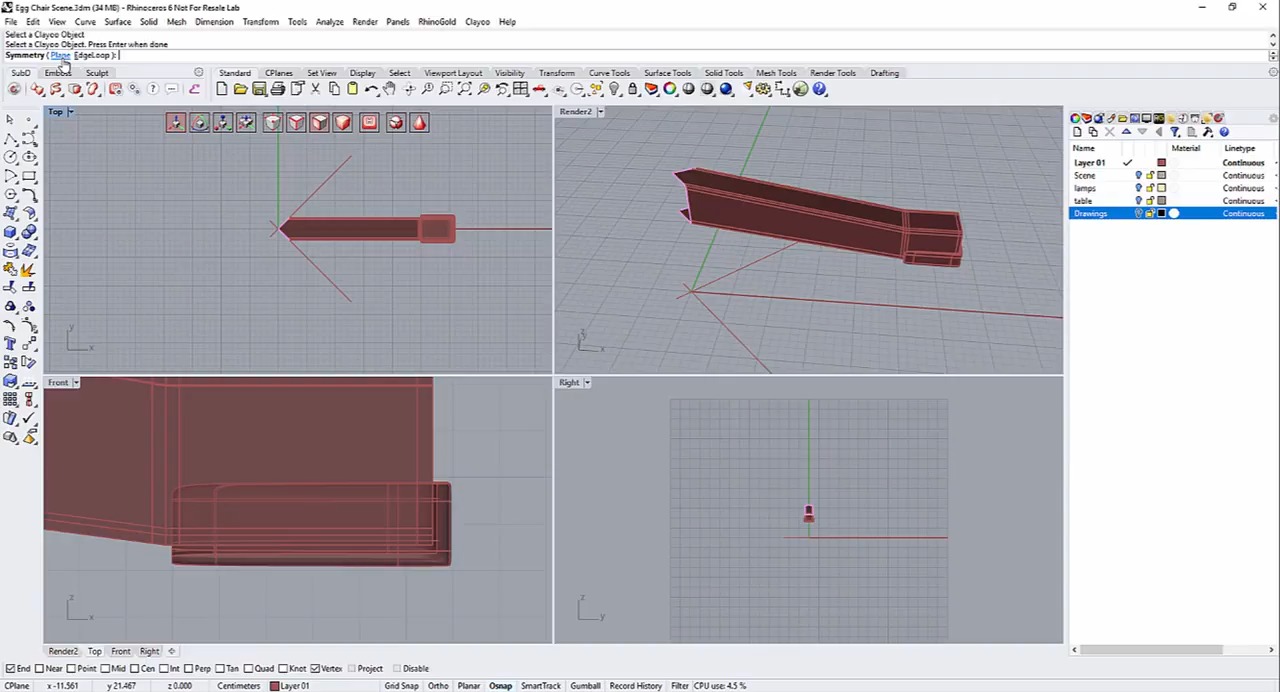 Egg Chair Scene.3dm (34 MB) - Rhinoceros 6 Not For Resale Lab
File Edit View Curve Surface Solid Mesh Dimension Transform Tools Analyze Render Panels RhinoGold Clayoo Help
Select a Clayoo Object
Select a Clayoo Object. Press Enter when done
Symmetry ( Plane EdgeLoop ):
SubD Emboss Sculpt Standard CPlanes Set View Display Select Viewport Layout Visibility Transform Curve Tools Surface Tools Solid Tools Mesh Tools Render Tools Drafting
Top
Render2
Name Material Linetype
Layer 01 Continuous
Scene Continuous
lamps Continuous
table Continuous
Drawings Continuous
y
x
x
Front
Right
z
x
z
y
Render2 Top Front Right
End Near Point Mid Cen Int Perp Tan Quad Knot Vertex Project Disable
CPlane x -11.561 y 21.467 z 0.000 Centimeters Layer 01 Grid Snap Ortho Planar Osnap SmartTrack Gumball Record History Filter CPU use: 4.5 %